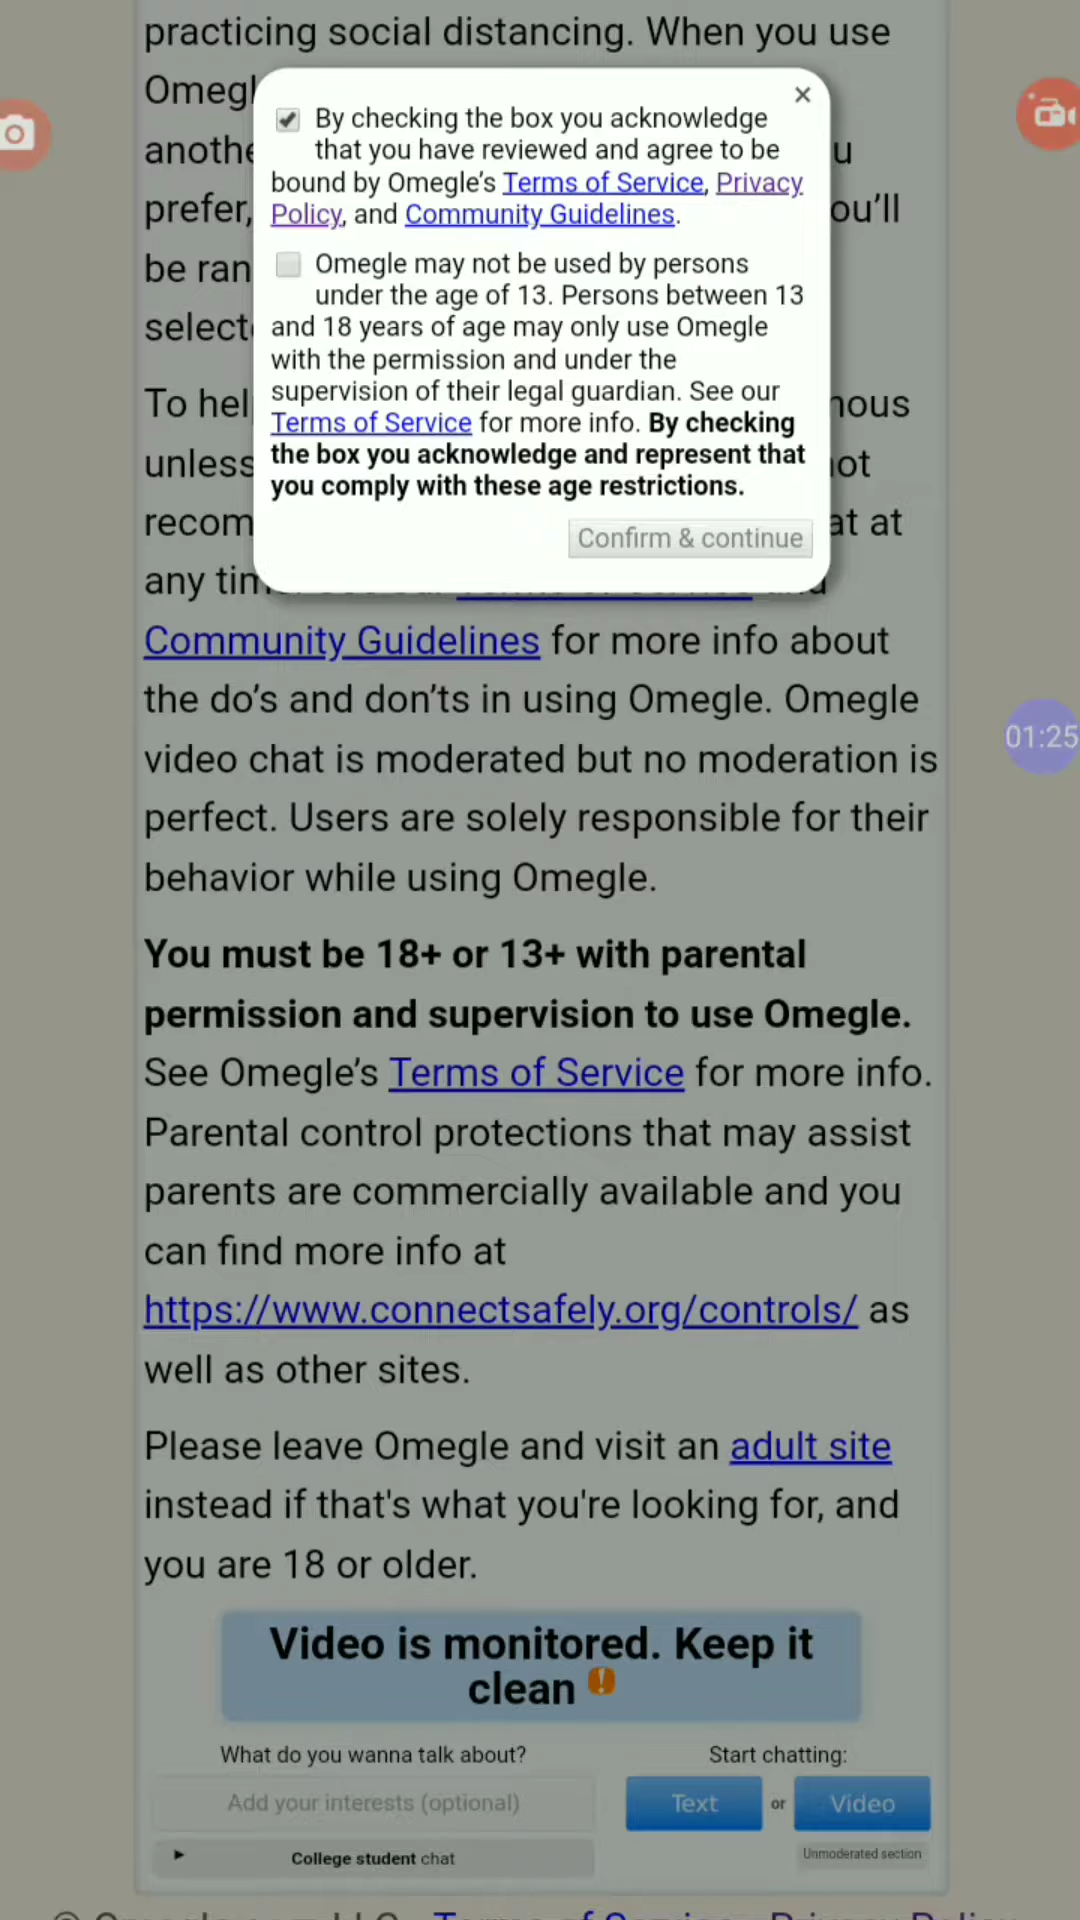 practicing social distancing. When you use
Omegl
×
By checking the box you acknowledge
that you have reviewed and agree to be
bound by Omegle's Terms of Service, Privacy
Policy, and Community Guidelines.
Omegle may not be used by persons
under the age of 13. Persons between 13
and 18 years of age may only use Omegle
with the permission and under the
supervision of their legal guardian. See our
Terms of Service for more info. By checking
the box you acknowledge and represent that
you comply with these age restrictions.
Confirm & continue
anothe u
prefer, ou'll
be ran
select
To hel nous
unless ot
recom at at
any tim
Community Guidelines for more info about
the do's and don'ts in using Omegle. Omegle
01:25
video chat is moderated but no moderation is
perfect. Users are solely responsible for their
behavior while using Omegle.
You must be 18+ or 13+ with parental
permission and supervision to use Omegle.
See Omegle's Terms of Service for more info.
Parental control protections that may assist
parents are commercially available and you
can find more info at
https://www.connectsafely.org/controls/ as
well as other sites.
Please leave Omegle and visit an adult site
instead if that's what you're looking for, and
you are 18 or older.
Video is monitored. Keep it
clean
What do you wanna talk about? Start chatting:
Add your interests (optional) Text or Video
College student chat Unmoderated section